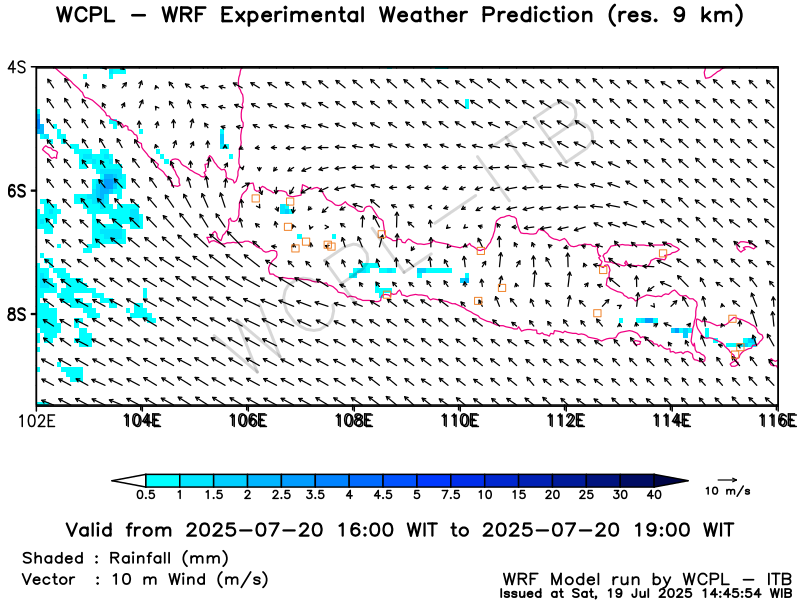 WCPL – WRF Experimental Weather Prediction (res. 9 km)
WCPL–ITB
4S
6S
8S
102E 104E 106E 108E 110E 112E 114E 116E
0.5 1 1.5 2 2.5 3.5 4 4.5 5 7.5 10 15 20 25 30 40
10 m/s
Valid from 2025-07-20 16:00 WIT to 2025-07-20 19:00 WIT
Shaded : Rainfall (mm)
Vector : 10 m Wind (m/s)
WRF Model run by WCPL – ITB
Issued at Sat, 19 Jul 2025 14:45:54 WIB